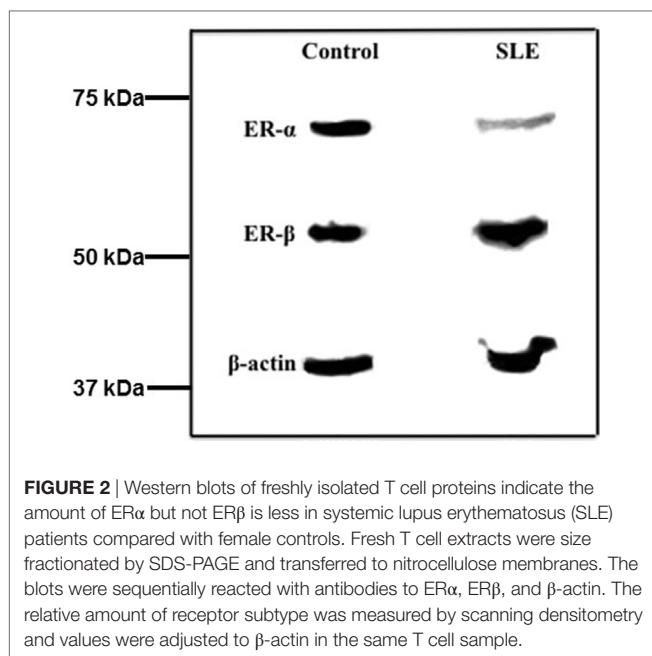 Control SLE
75 kDa
ER-α
ER-β
50 kDa
β-actin
37 kDa
FIGURE 2 | Western blots of freshly isolated T cell proteins indicate the
amount of ERα but not ERβ is less in systemic lupus erythematosus (SLE)
patients compared with female controls. Fresh T cell extracts were size
fractionated by SDS-PAGE and transferred to nitrocellulose membranes. The
blots were sequentially reacted with antibodies to ERα, ERβ, and β-actin. The
relative amount of receptor subtype was measured by scanning densitometry
and values were adjusted to β-actin in the same T cell sample.